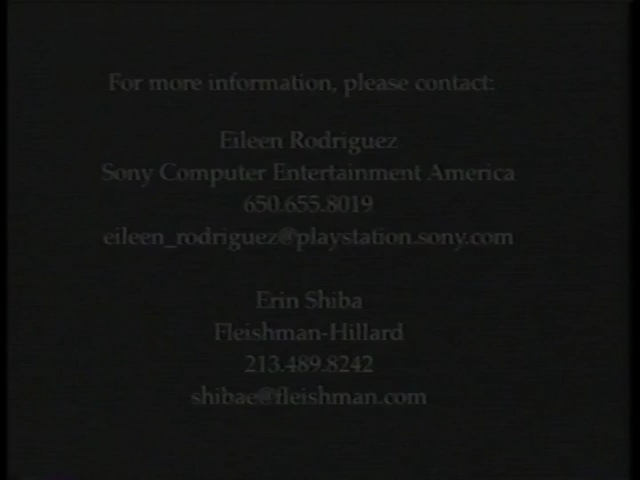 For more information, please contact:
Eileen Rodriguez
Sony Computer Entertainment America
650.655.8019
eileen_rodriguez@playstation.sony.com
Erin Shiba
Fleishman-Hillard
213.489.8242
shibae@fleishman.com